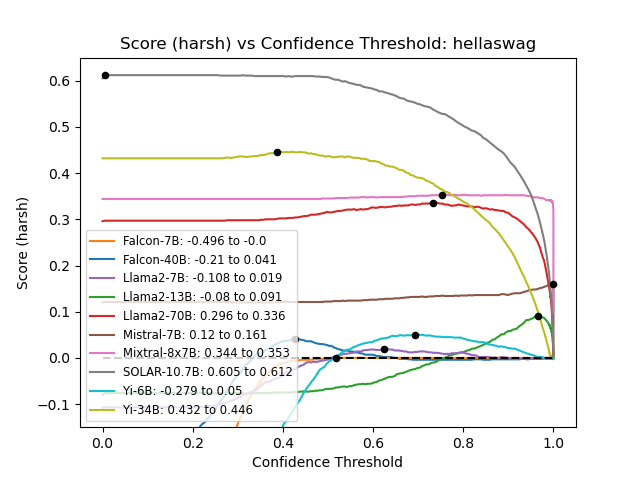 Score (harsh) vs Confidence Threshold: hellaswag
Score (harsh)
0.6
0.5
0.4
0.3
0.2
0.1
0.0
−0.1
Falcon-7B: -0.496 to -0.0
Falcon-40B: -0.21 to 0.041
Llama2-7B: -0.108 to 0.019
Llama2-13B: -0.08 to 0.091
Llama2-70B: 0.296 to 0.336
Mistral-7B: 0.12 to 0.161
Mixtral-8x7B: 0.344 to 0.353
SOLAR-10.7B: 0.605 to 0.612
Yi-6B: -0.279 to 0.05
Yi-34B: 0.432 to 0.446
0.0 0.2 0.4 0.6 0.8 1.0
Confidence Threshold